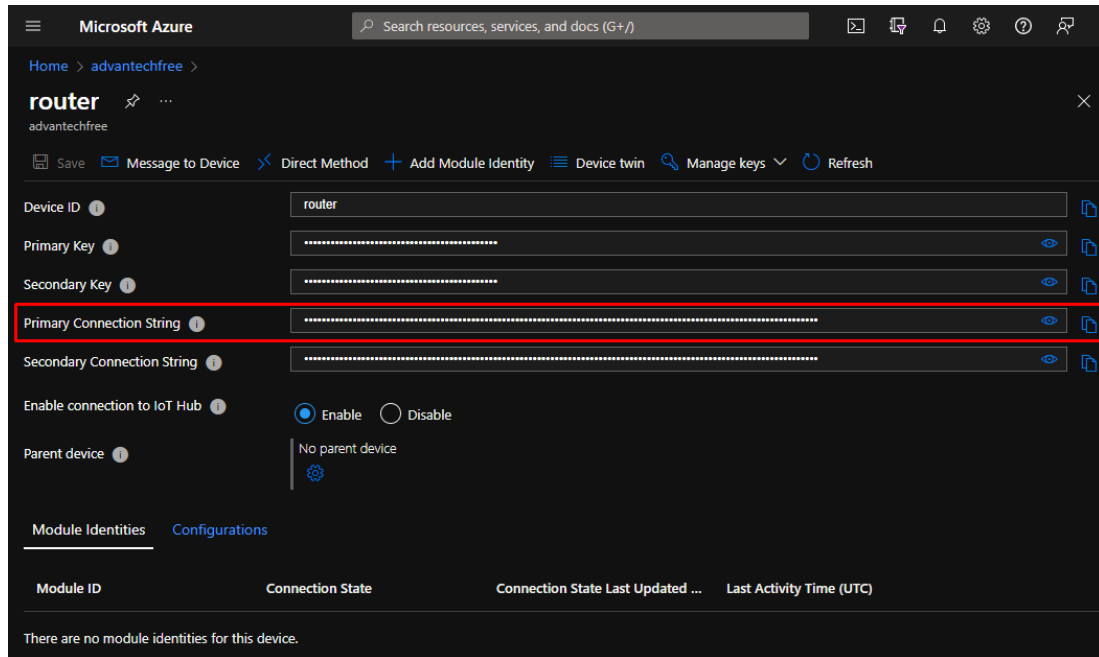 Microsoft Azure
Search resources, services, and docs (G+/)
Home > advantechfree >
router ...
advantechfree
Save Message to Device Direct Method Add Module Identity Device twin Manage keys Refresh
Device ID router
Primary Key ••••••••••••••••••••••••••••••••••••••••••••
Secondary Key ••••••••••••••••••••••••••••••••••••••••••••
Primary Connection String
Secondary Connection String
Enable connection to IoT Hub Enable Disable
Parent device No parent device
Module Identities Configurations
Module ID Connection State Connection State Last Updated ... Last Activity Time (UTC)
There are no module identities for this device.